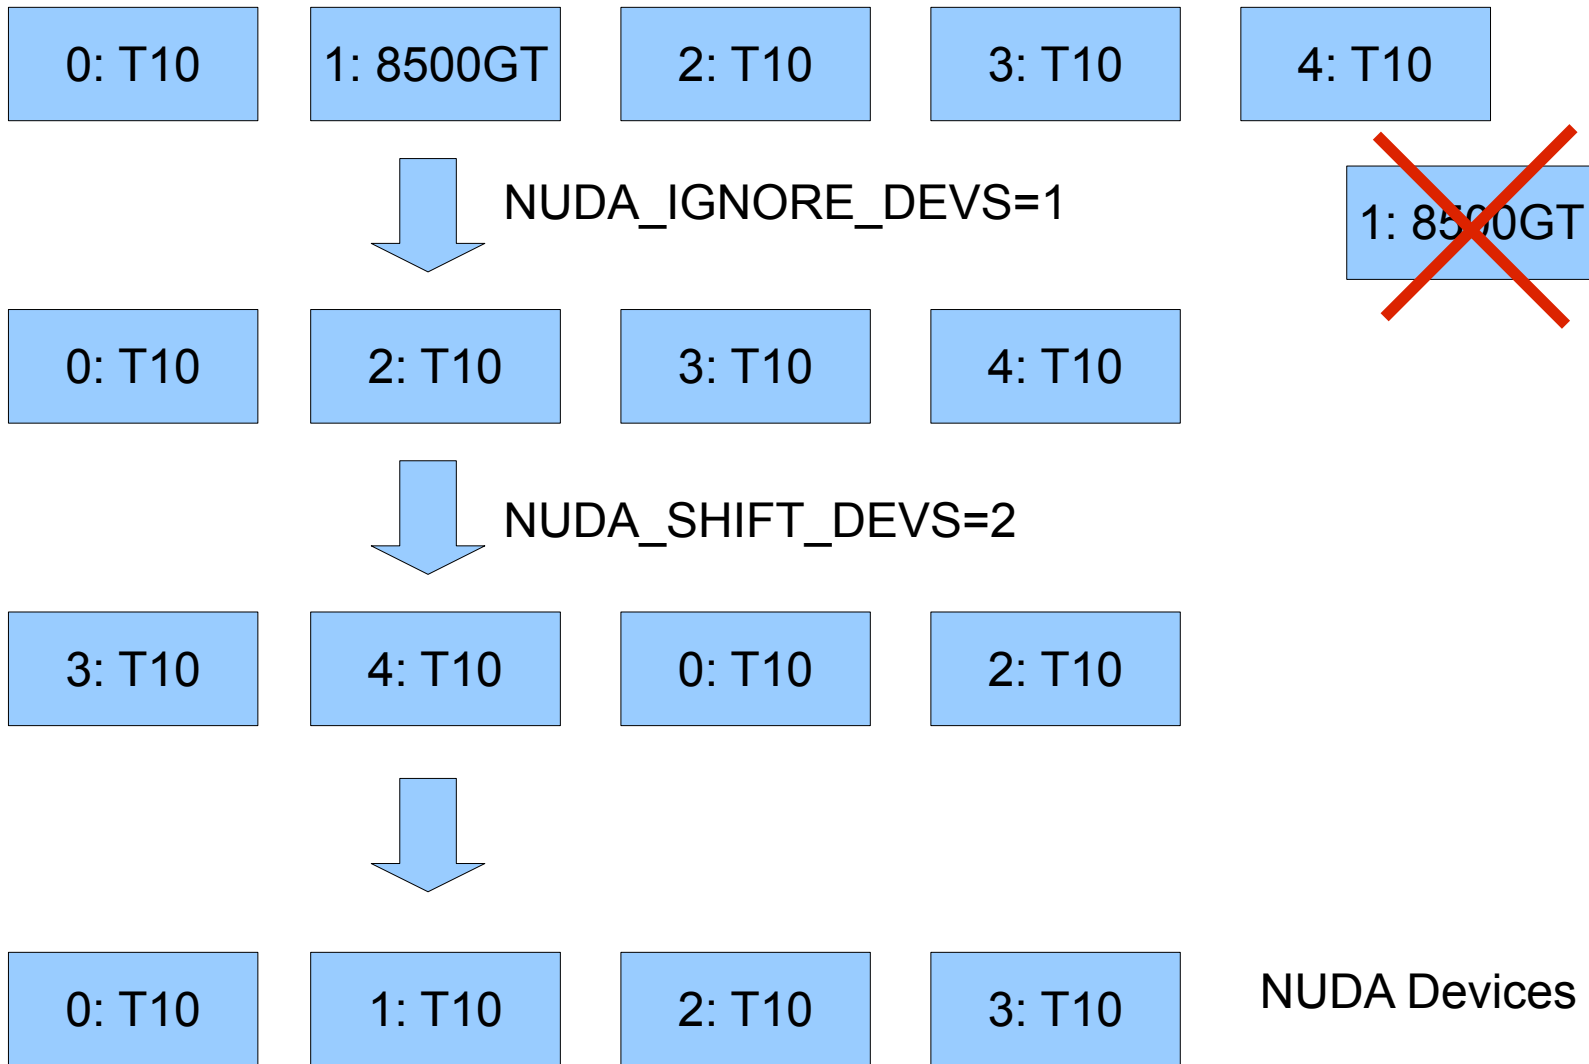 0: T10 1: 8500GT 2: T10 3: T10 4: T10
NUDA_IGNORE_DEVS=1
1: 8500GT
0: T10 2: T10 3: T10 4: T10
NUDA_SHIFT_DEVS=2
3: T10 4: T10 0: T10 2: T10
0: T10 1: T10 2: T10 3: T10 NUDA Devices